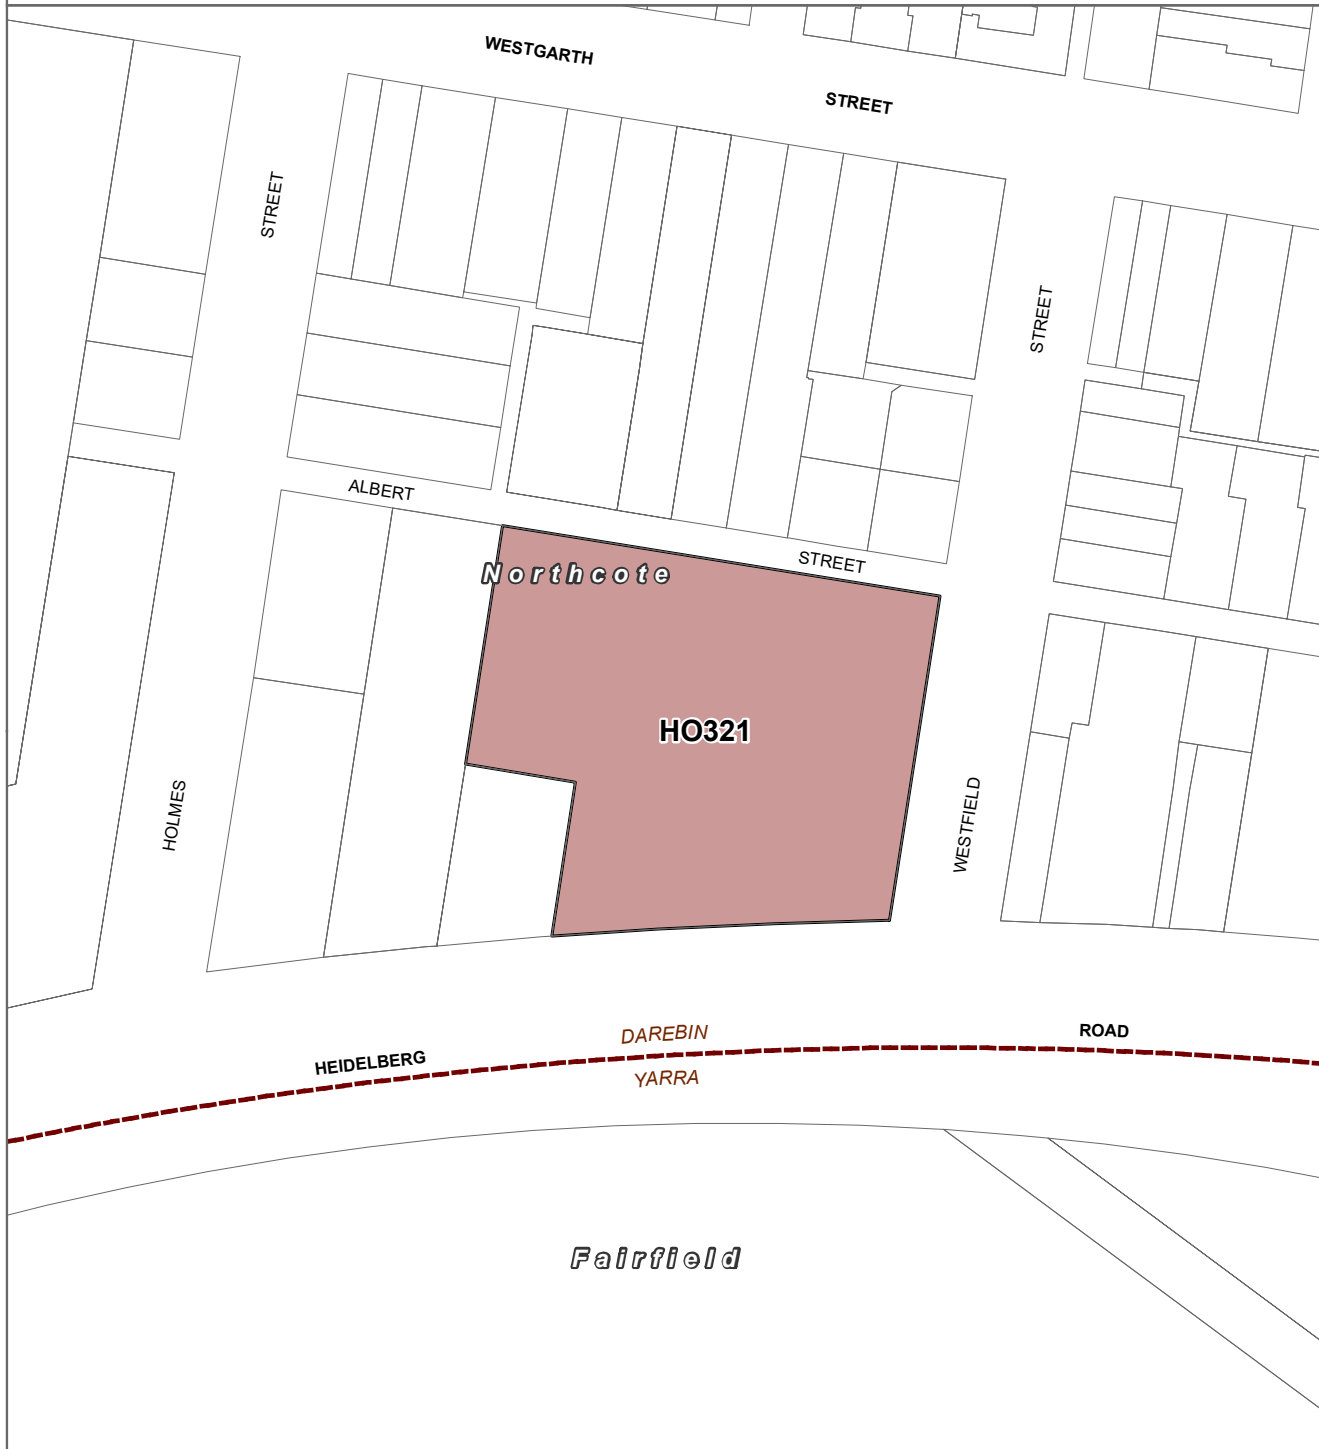 WESTGARTH
STREET
STREET
STREET
ALBERT
STREET
Northcote
HO321
HOLMES
WESTFIELD
DAREBIN
ROAD
HEIDELBERG
YARRA
Fairfield